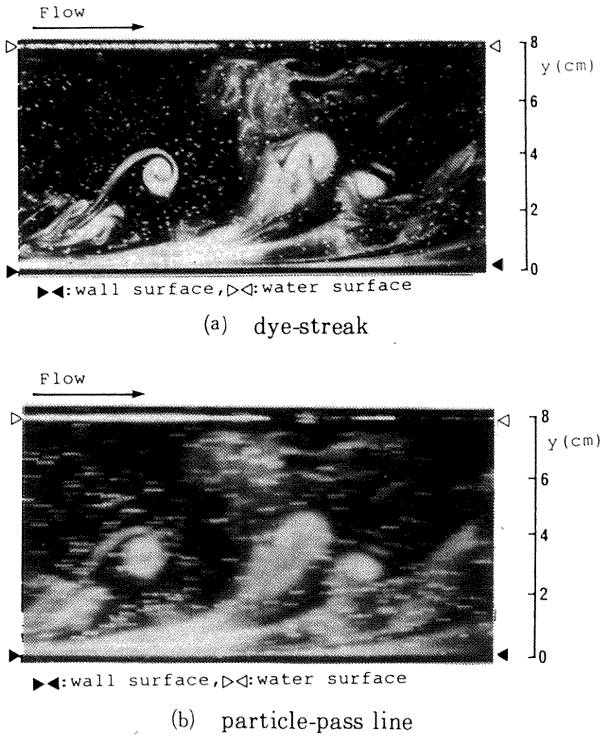 Flow
8
y(cm)
6
4
2
0
▶◀:wall surface,▷◁:water surface
(a) dye-streak
Flow
8
y(cm)
6
4
2
0
▶◀:wall surface,▷◁:water surface
(b) particle-pass line